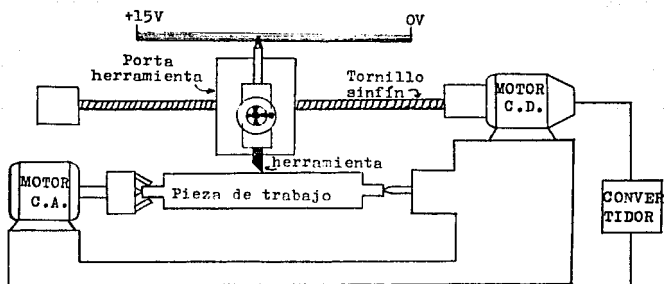 +15V
0V
Porta
herramienta
Tornillo
sinfín
MOTOR
C.D.
herramienta
MOTOR
C.A.
Pieza de trabajo
CONVER
TIDOR